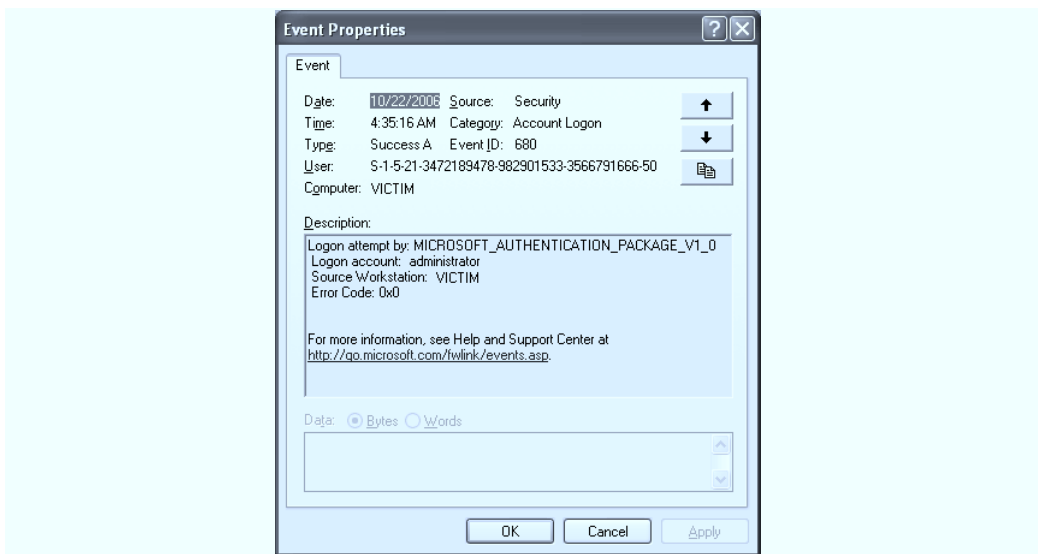 Event Properties
Event
Date: 10/22/2006 Source: Security
Time: 4:35:16 AM Category: Account Logon
Type: Success A Event ID: 680
User: S-1-5-21-3472189478-982901533-3566791666-50
Computer: VICTIM
Description:
Logon attempt by: MICROSOFT_AUTHENTICATION_PACKAGE_V1_0
Logon account: administrator
Source Workstation: VICTIM
Error Code: 0x0
For more information, see Help and Support Center at
http://go.microsoft.com/fwlink/events.asp.
Data: Bytes Words
OK Cancel Apply